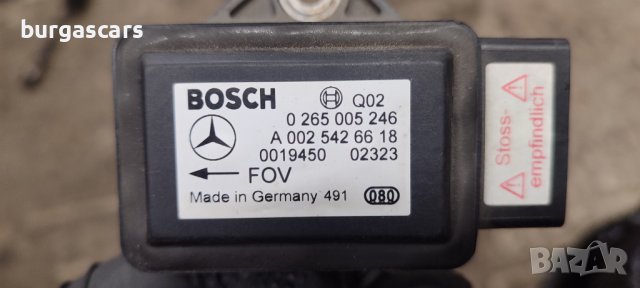 burgascars
BOSCH Q02
0 265 005 246
A 002 542 66 18
0019450 02323
FOV
Made in Germany 491 080
Stoss-
empfindlich
BAZAR